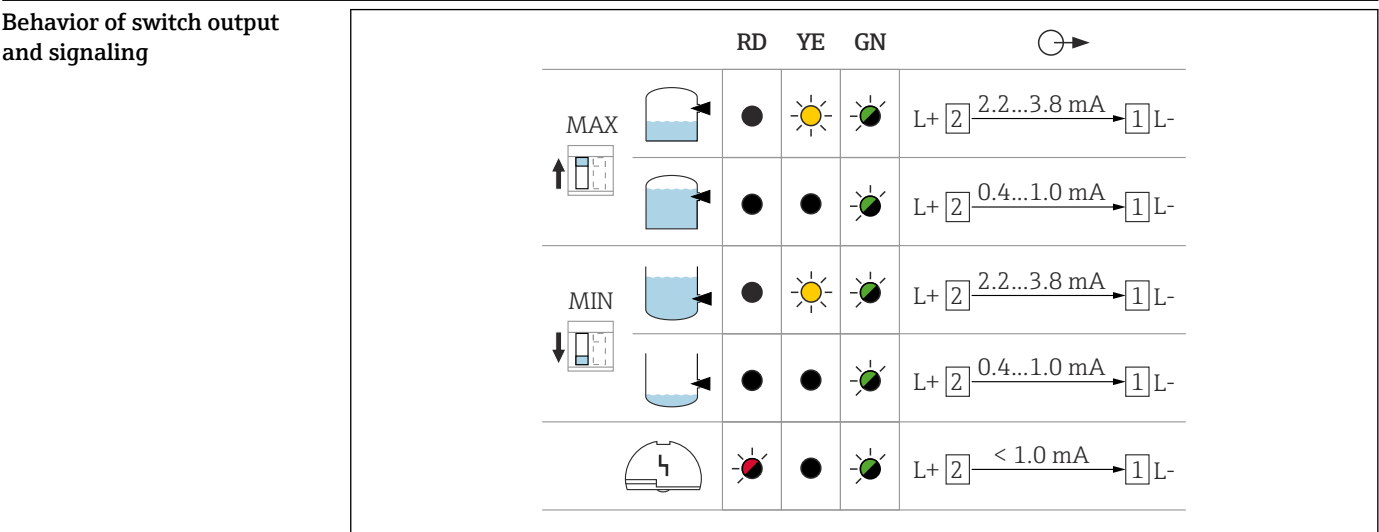 Behavior of switch output
and signaling
RD YE GN
MAX
L+ 2 2.2...3.8 mA 1 L-
L+ 2 0.4...1.0 mA 1 L-
MIN
L+ 2 2.2...3.8 mA 1 L-
L+ 2 0.4...1.0 mA 1 L-
L+ 2 < 1.0 mA 1 L-